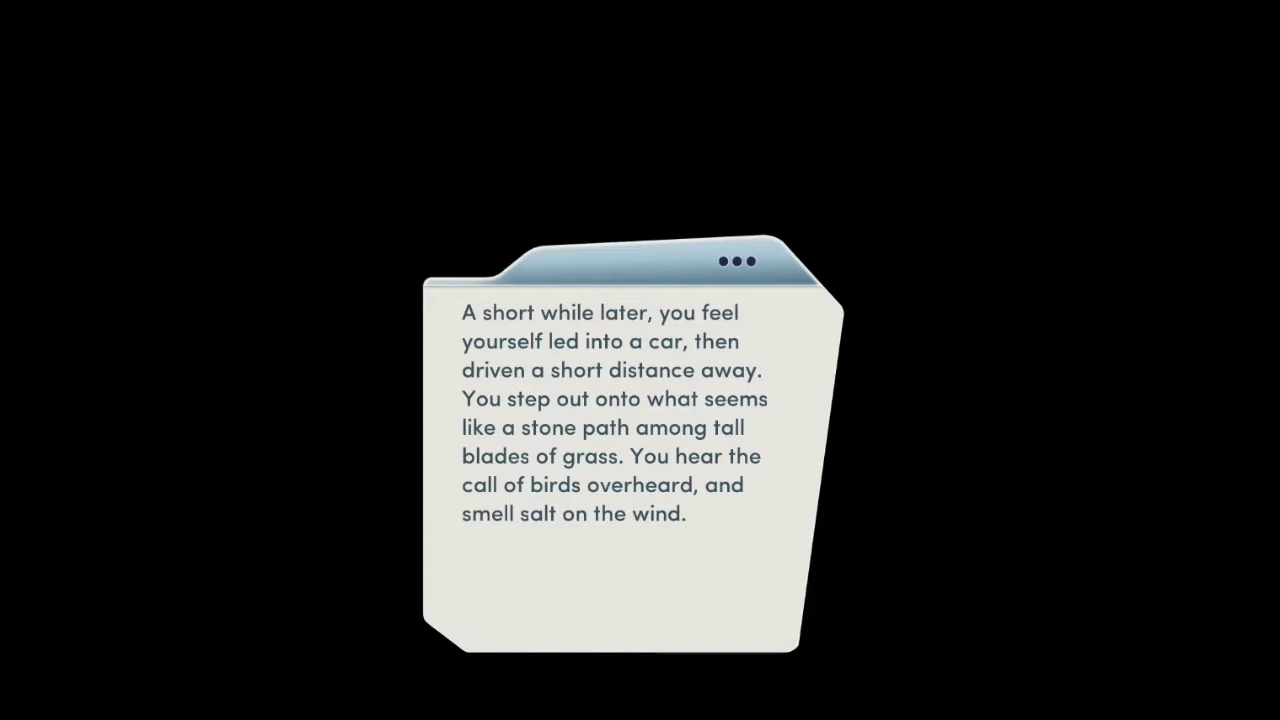 A short while later, you feel
yourself led into a car, then
driven a short distance away.
You step out onto what seems
like a stone path among tall
blades of grass. You hear the
call of birds overheard, and
smell salt on the wind.